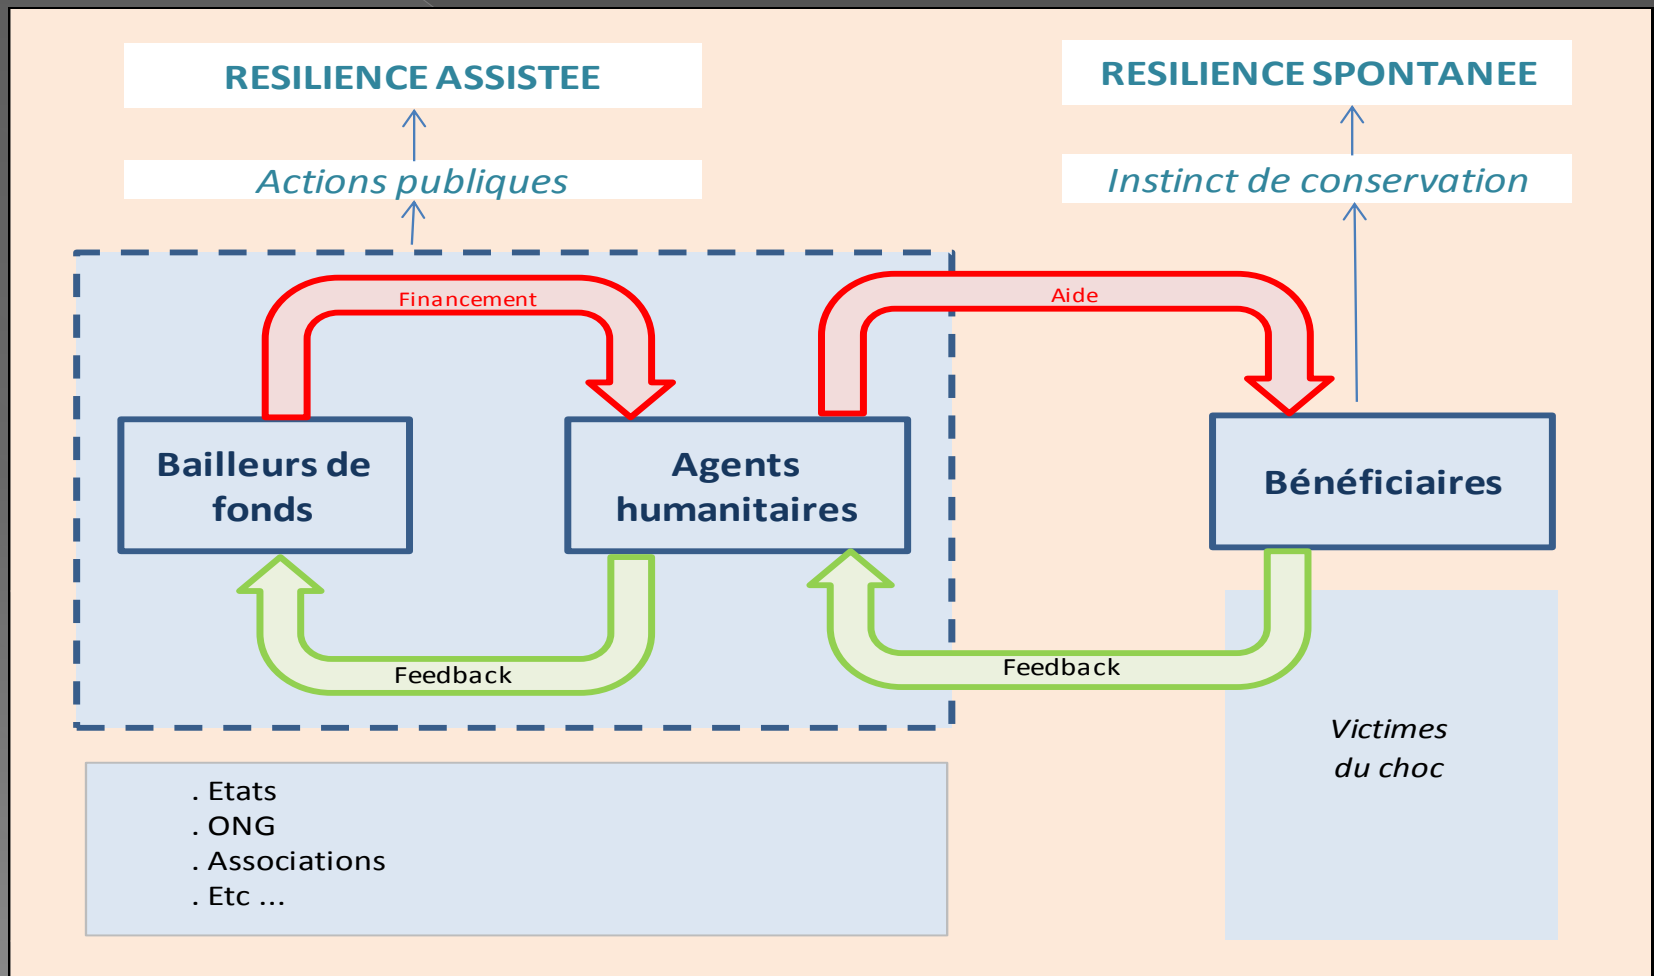 RESILIENCE ASSISTEE
RESILIENCE SPONTANEE
Actions publiques
Instinct de conservation
Financement
Aide
Bailleurs de
fonds
Agents
humanitaires
Bénéficiaires
Feedback
Feedback
Victimes
du choc
. Etats
. ONG
. Associations
. Etc ...